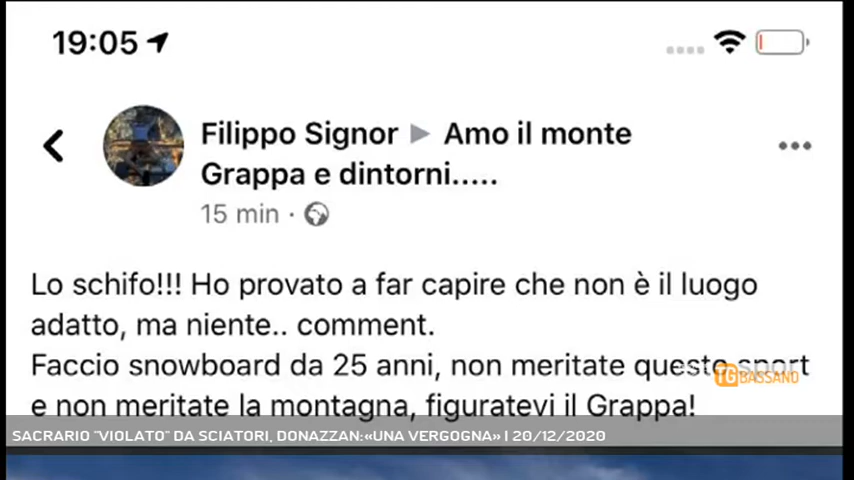 19:05
Filippo Signor ▶ Amo il monte
Grappa e dintorni.....
15 min ·
Lo schifo!!! Ho provato a far capire che non è il luogo
adatto, ma niente.. comment.
Faccio snowboard da 25 anni, non meritate questo sport
e non meritate la montagna, figuratevi il Grappa!
TG BASSANO
SACRARIO "VIOLATO" DA SCIATORI, DONAZZAN:«UNA VERGOGNA» | 20/12/2020